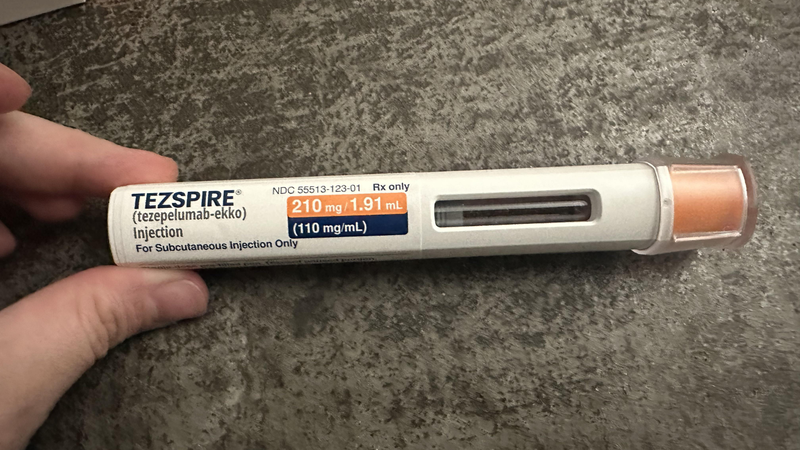 TEZSPIRE®
(tezepelumab-ekko)
Injection
For Subcutaneous Injection Only
NDC 55513-123-01 Rx only
210 mg/1.91 mL
(110 mg/mL)